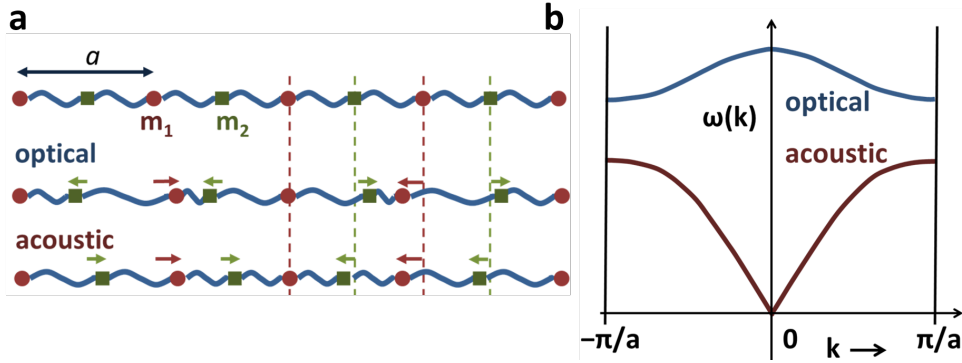 a
a
m₁ m₂
optical
acoustic
b
ω(k)
optical
acoustic
−π/a 0 k → π/a